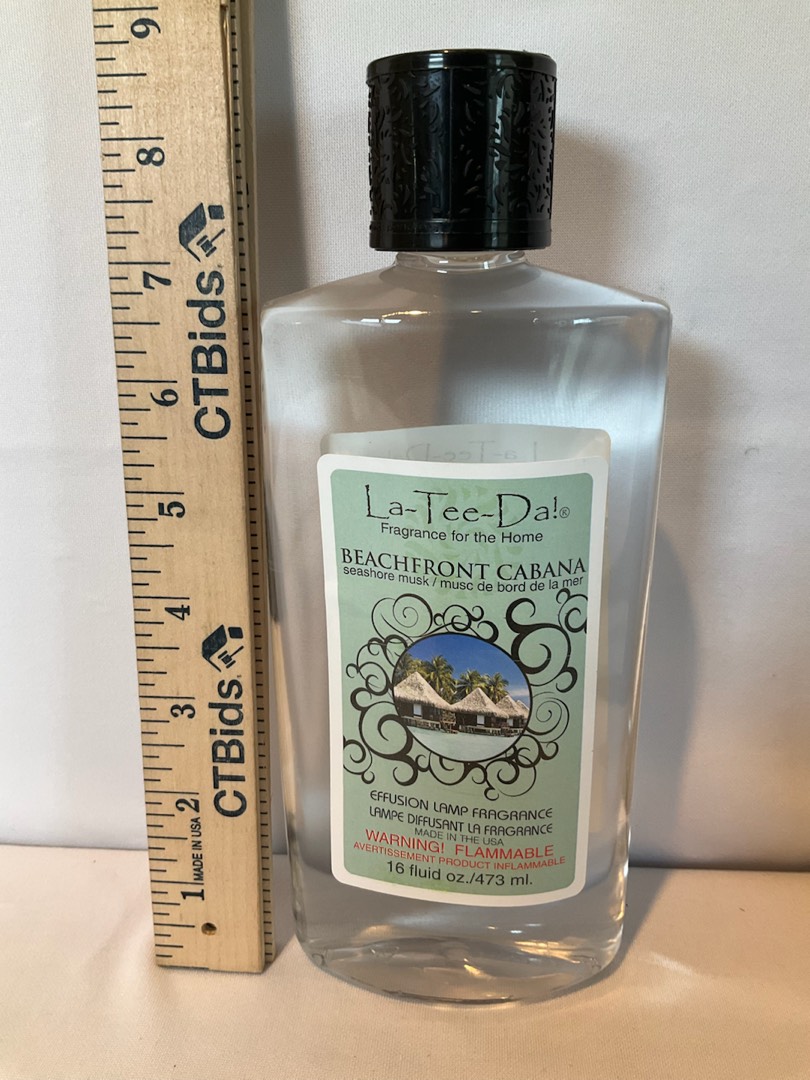 9
8
7
6
5
4
3
2
1
MADE IN USA
CTBids.
CTBids.
La-Tee-Da!®
Fragrance for the Home
BEACHFRONT CABANA
seashore musk / musc de bord de la mer
EFFUSION LAMP FRAGRANCE
LAMPE DIFFUSANT LA FRAGRANCE
MADE IN THE USA
WARNING! FLAMMABLE
AVERTISSEMENT PRODUCT INFLAMMABLE
16 fluid oz./473 ml.